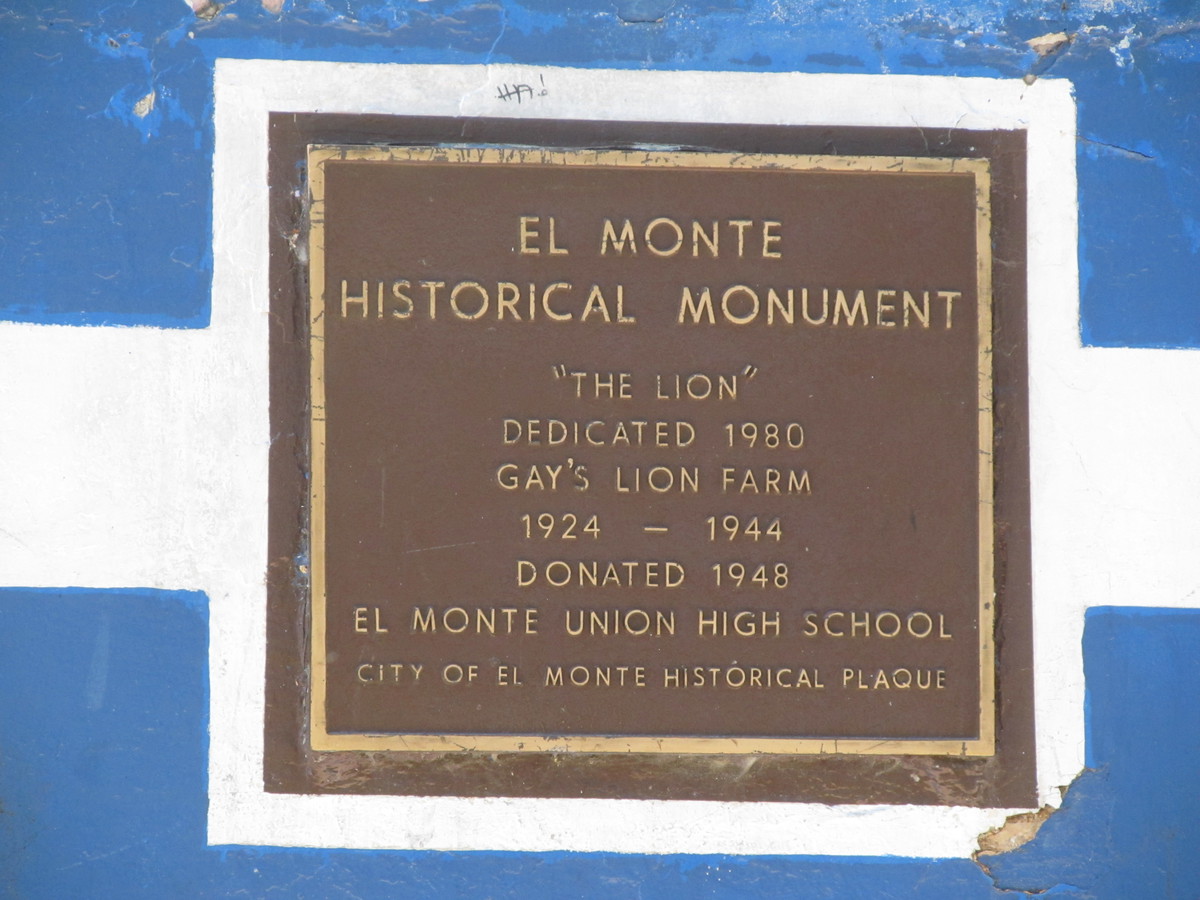 EL MONTE
HISTORICAL MONUMENT
"THE LION"
DEDICATED 1980
GAY'S LION FARM
1924 — 1944
DONATED 1948
EL MONTE UNION HIGH SCHOOL
CITY OF EL MONTE HISTORICAL PLAQUE